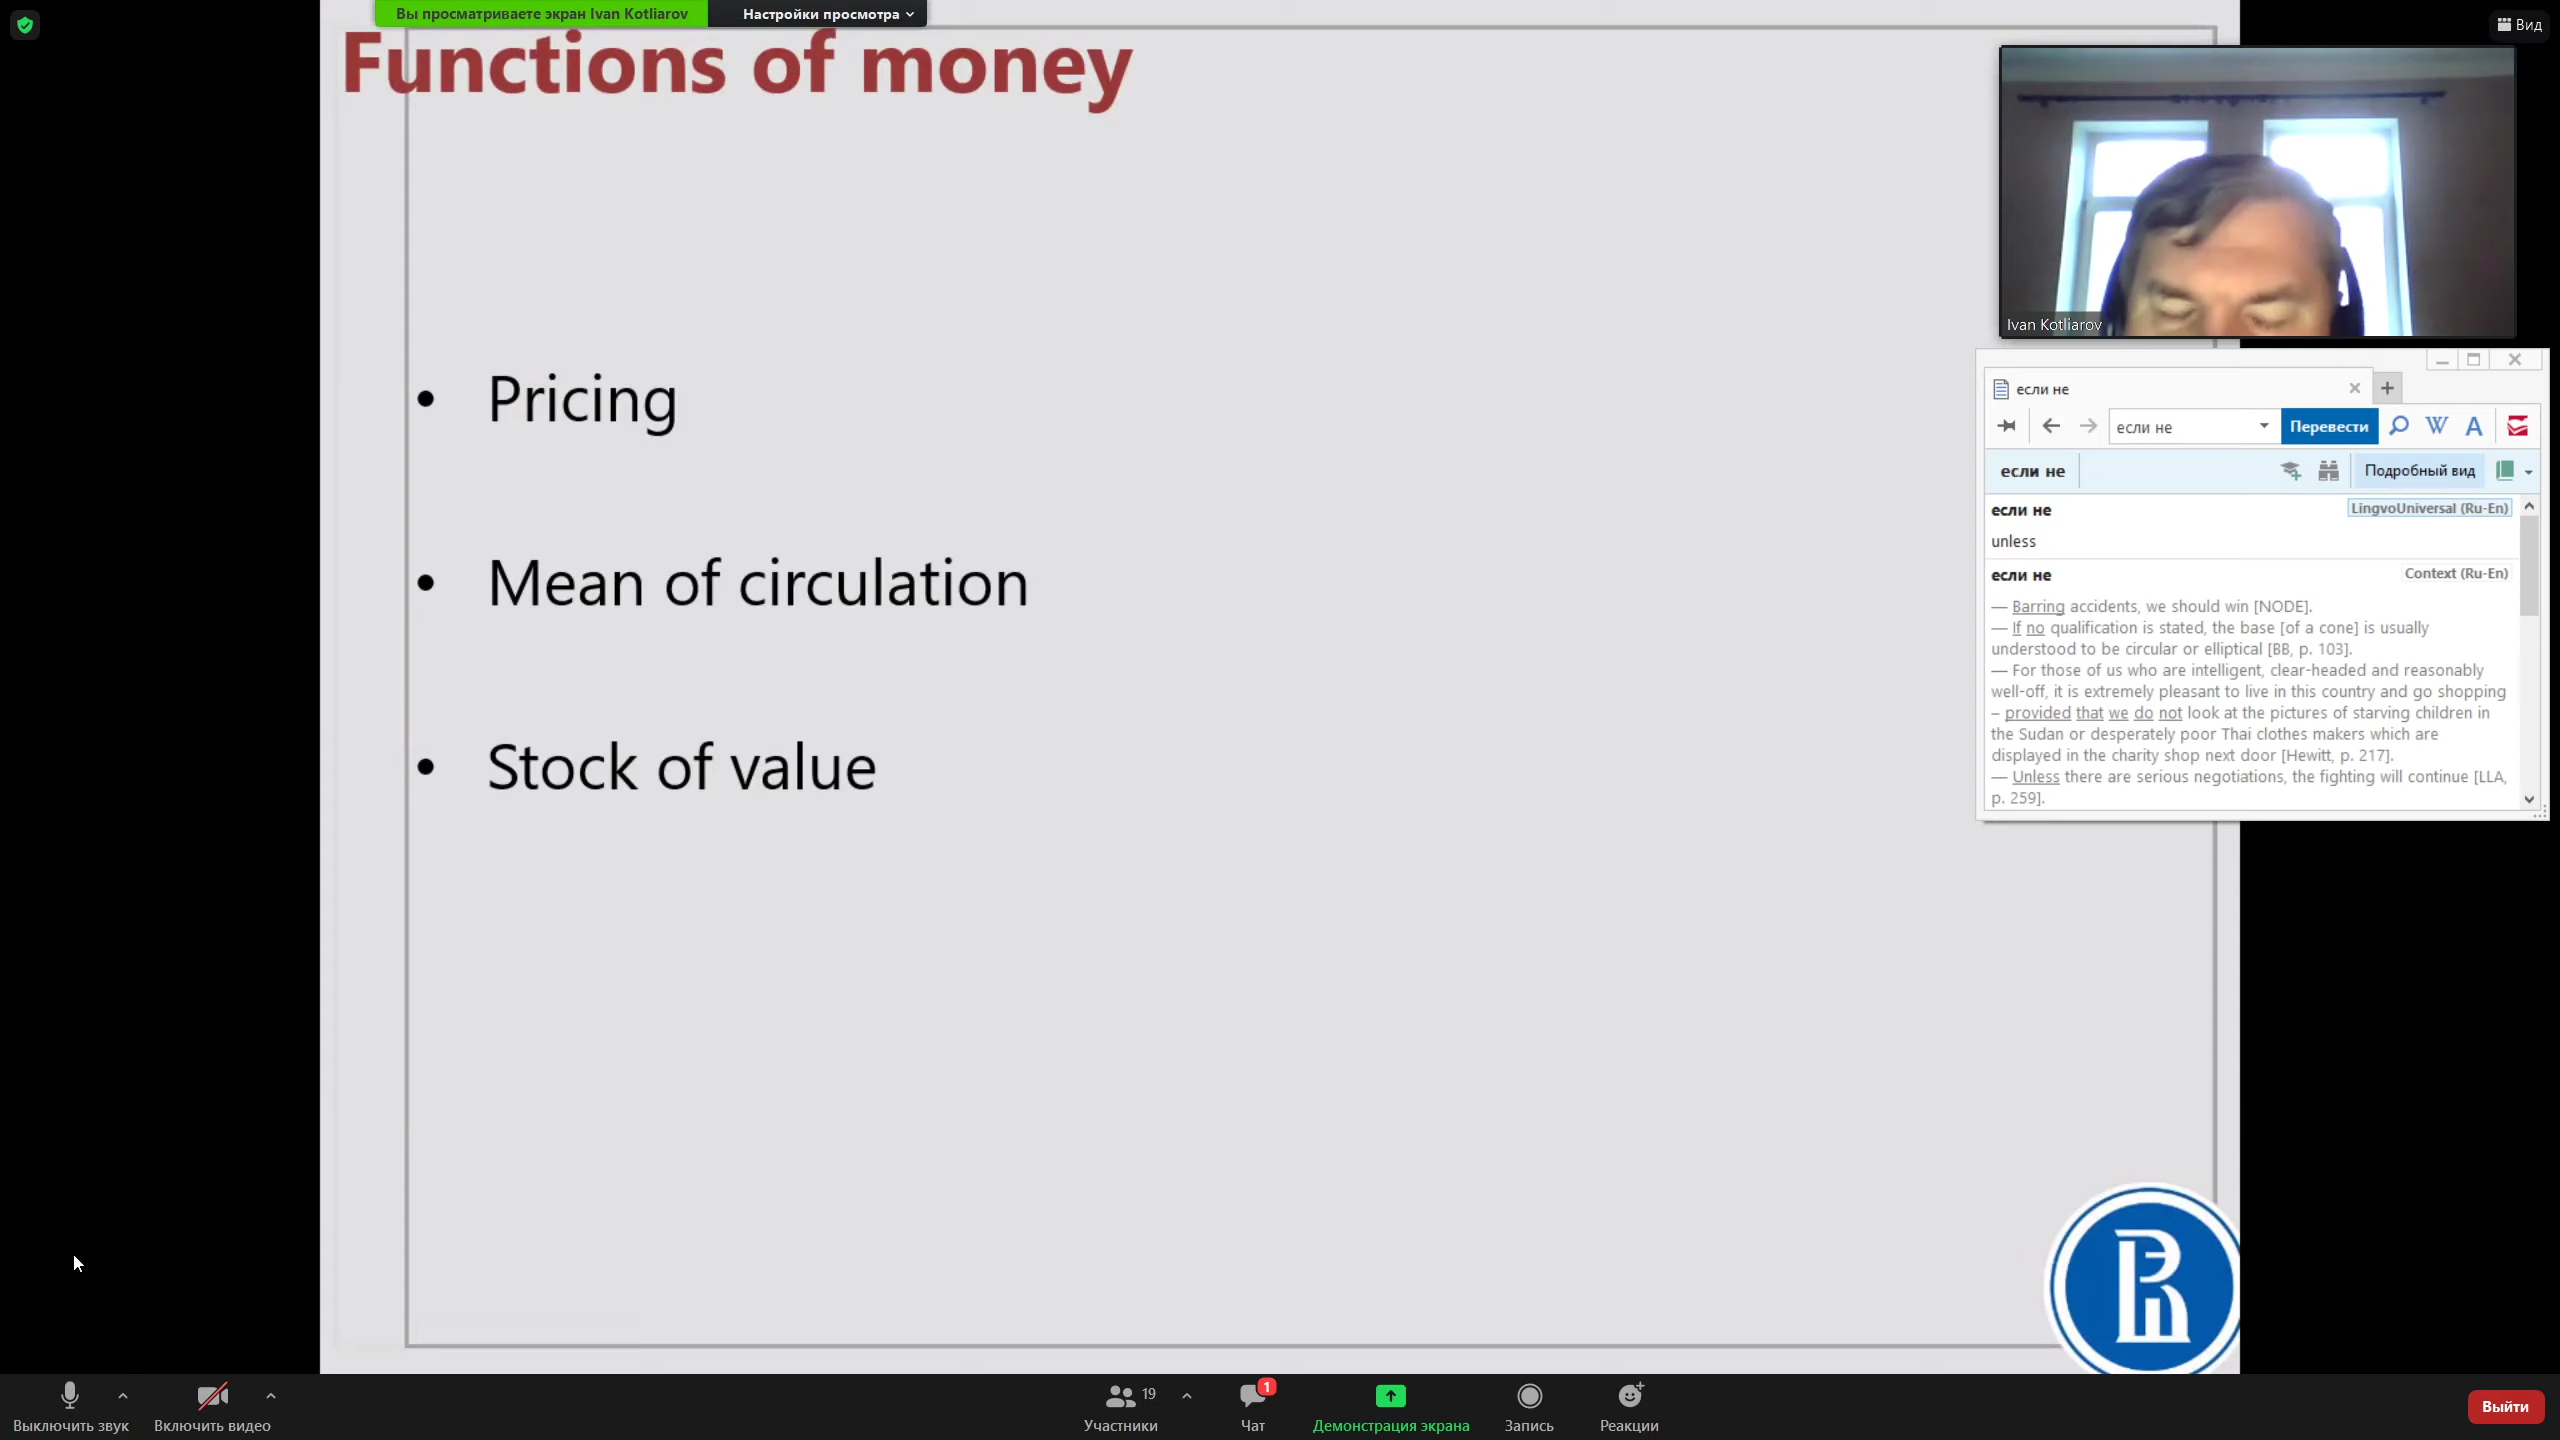 Вы просматриваете экран Ivan Kotliarov
Настройки просмотра
Вид
Functions of money
• Pricing
• Mean of circulation
• Stock of value
Ivan Kotliarov
если не
если не
Перевести
W
A
если не
Подробный вид
если не
LingvoUniversal (Ru-En)
unless
если не
Context (Ru-En)
— Barring accidents, we should win [NODE].
— If no qualification is stated, the base [of a cone] is usually
understood to be circular or elliptical [BB, p. 103].
— For those of us who are intelligent, clear-headed and reasonably
well-off, it is extremely pleasant to live in this country and go shopping
– provided that we do not look at the pictures of starving children in
the Sudan or desperately poor Thai clothes makers which are
displayed in the charity shop next door [Hewitt, p. 217].
— Unless there are serious negotiations, the fighting will continue [LLA,
p. 259].
Выключить звук
Включить видео
19
Участники
1
Чат
Демонстрация экрана
Запись
Реакции
Выйти